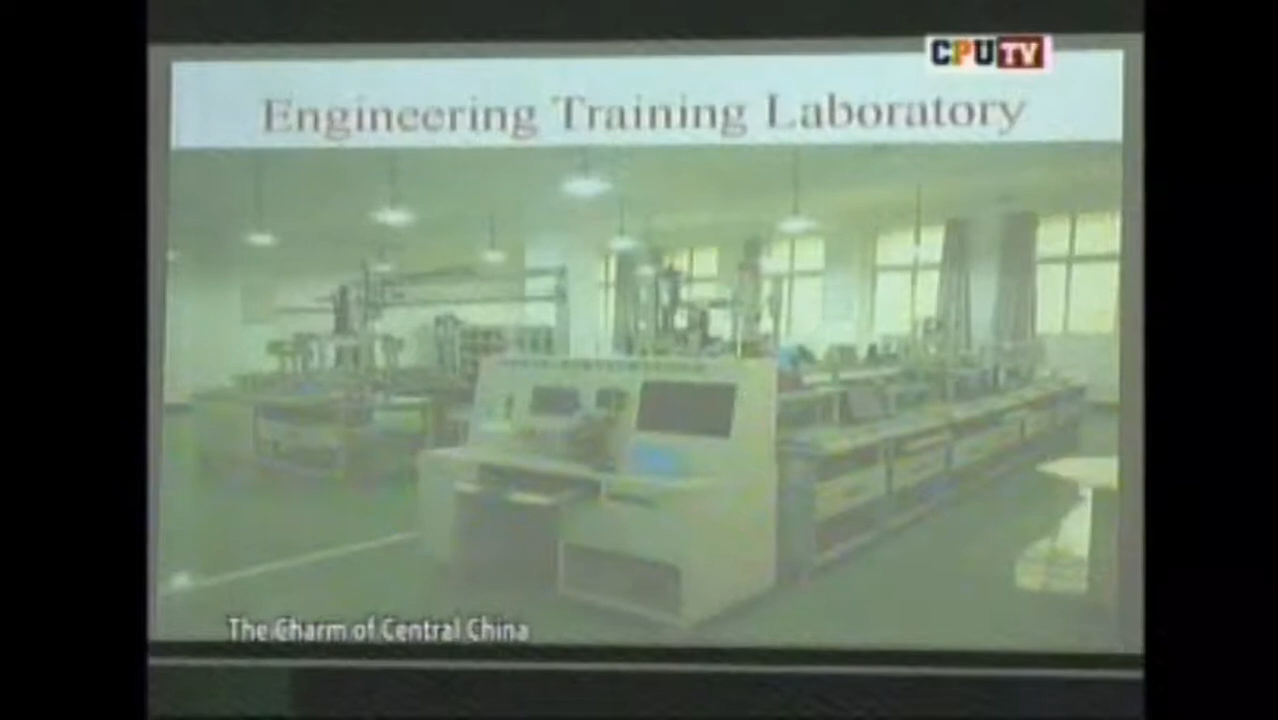 CPUTV
Engineering Training Laboratory
The Charm of Central China